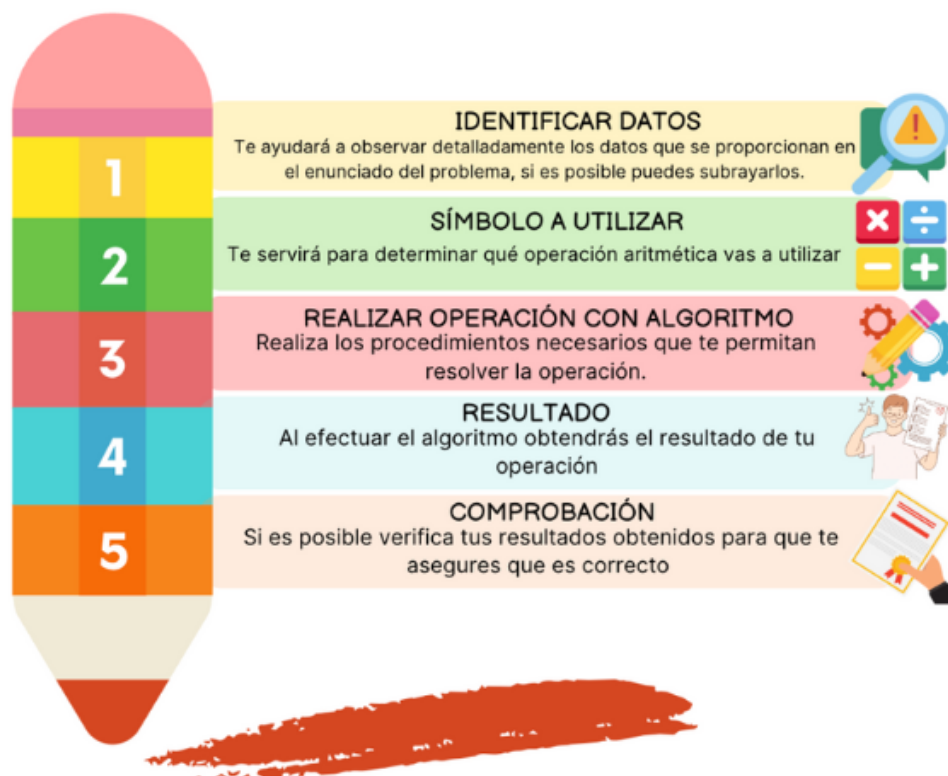 1
IDENTIFICAR DATOS
Te ayudará a observar detalladamente los datos que se proporcionan en
el enunciado del problema, si es posible puedes subrayarlos.
2
SÍMBOLO A UTILIZAR
Te servirá para determinar qué operación aritmética vas a utilizar
3
REALIZAR OPERACIÓN CON ALGORITMO
Realiza los procedimientos necesarios que te permitan
resolver la operación.
4
RESULTADO
Al efectuar el algoritmo obtendrás el resultado de tu
operación
5
COMPROBACIÓN
Si es posible verifica tus resultados obtenidos para que te
asegures que es correcto